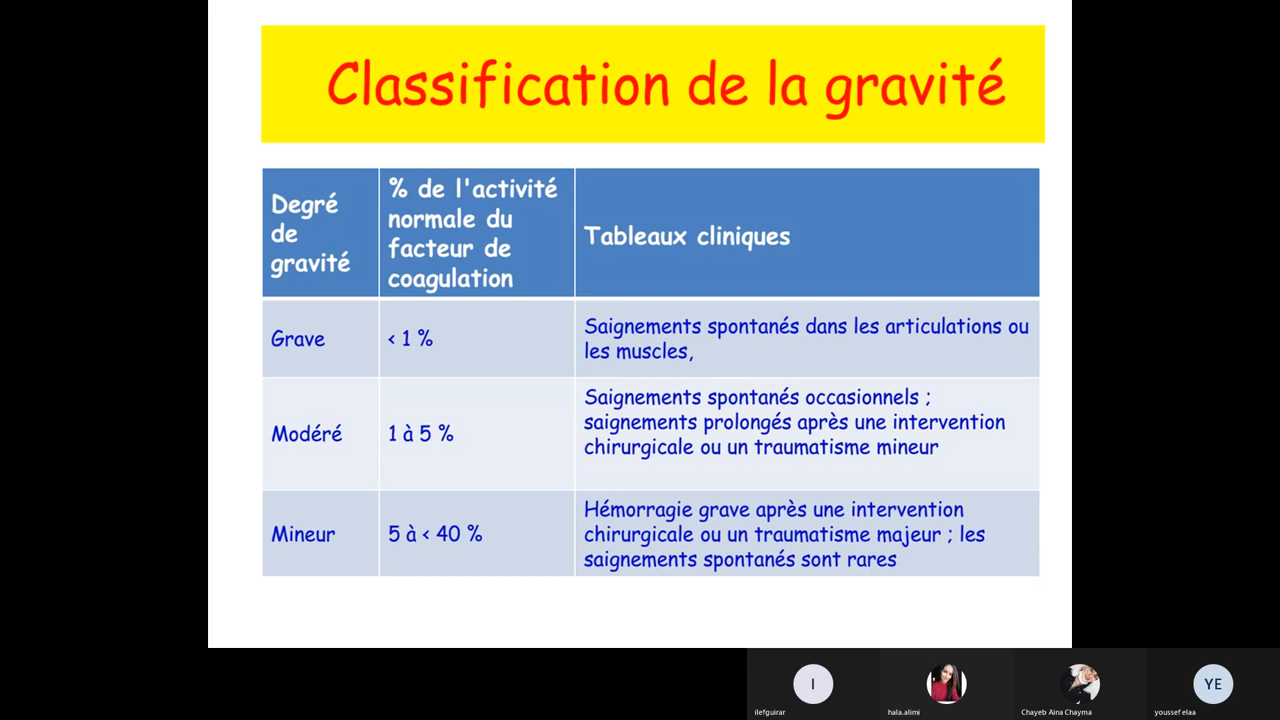 Classification de la gravité
Degré
de
gravité
% de l'activité
normale du
facteur de
coagulation
Tableaux cliniques
Grave
< 1 %
Saignements spontanés dans les articulations ou
les muscles,
Modéré
1 à 5 %
Saignements spontanés occasionnels ;
saignements prolongés après une intervention
chirurgicale ou un traumatisme mineur
Mineur
5 à < 40 %
Hémorragie grave après une intervention
chirurgicale ou un traumatisme majeur ; les
saignements spontanés sont rares
I
YE
ilefguirar
hala.alimi
Chayeb Aina Chayma
youssef elaa